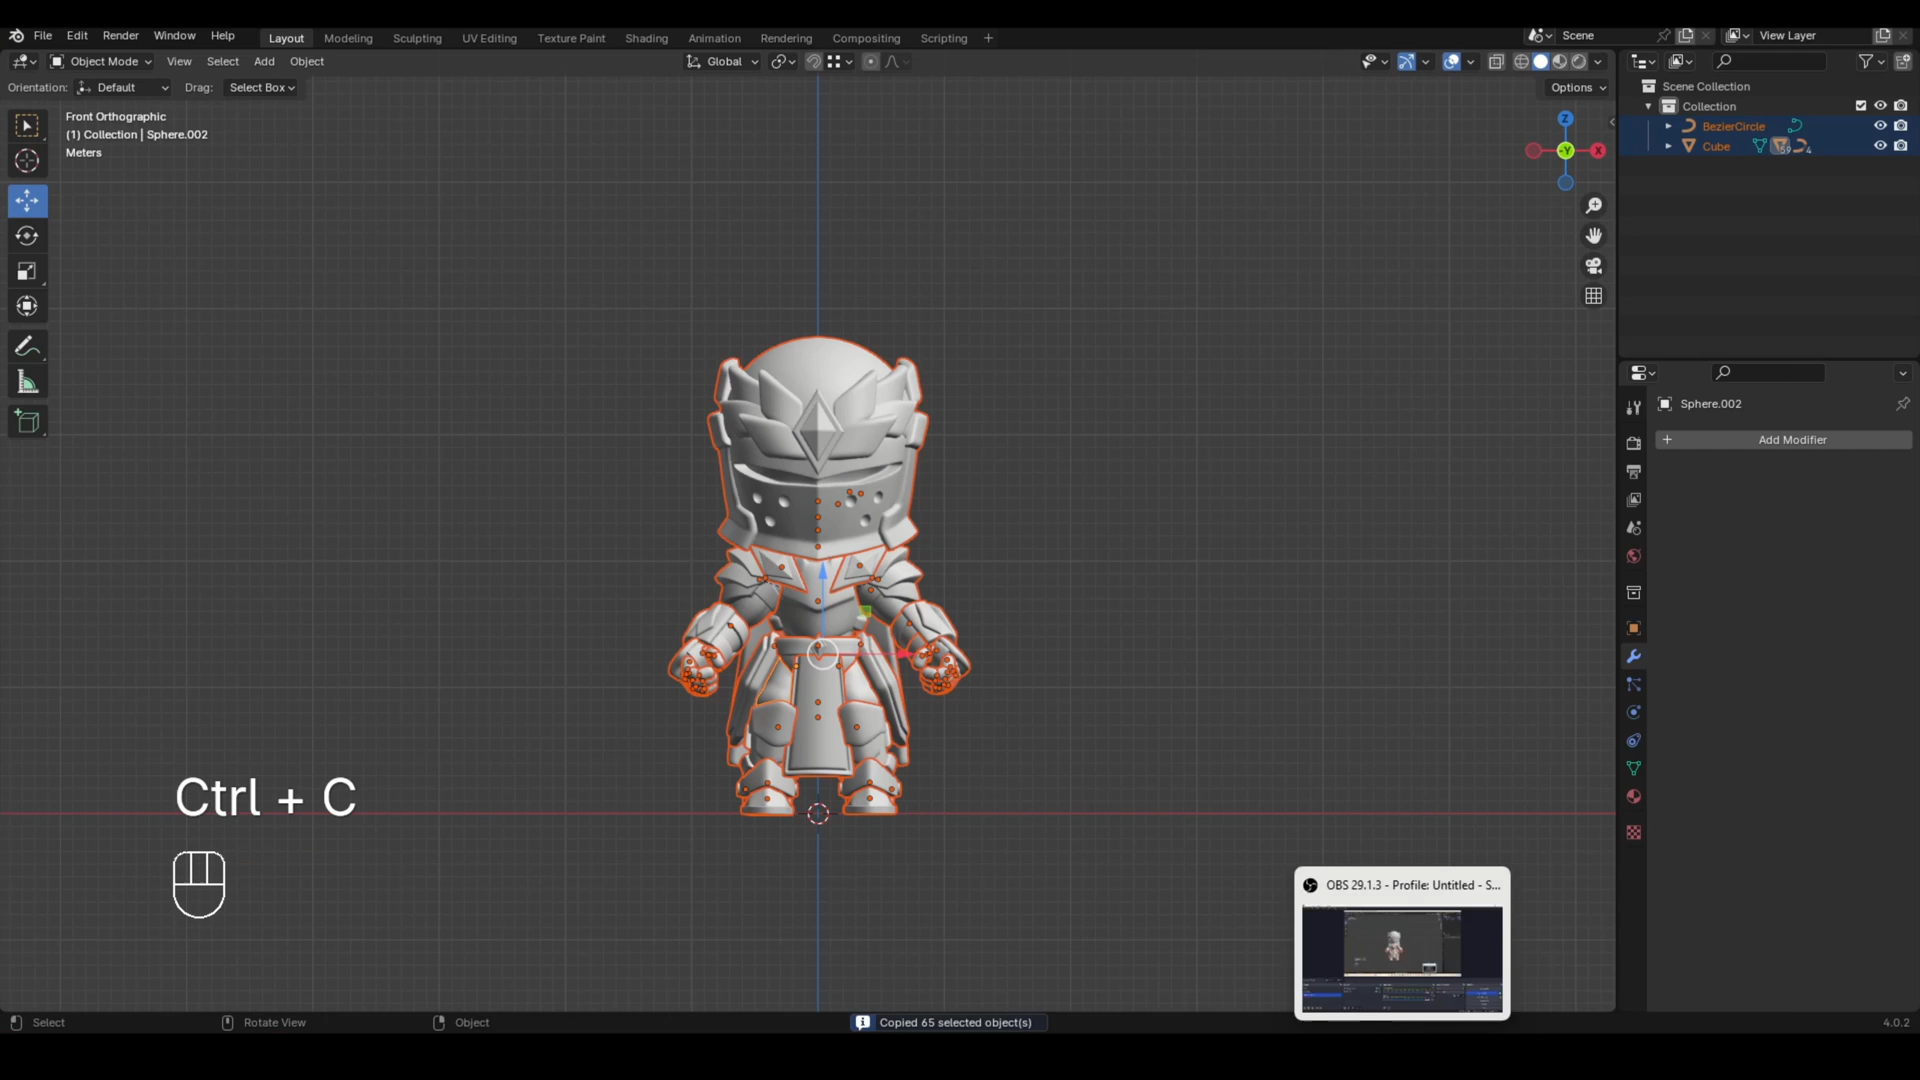 File Edit Render Window Help Layout Modeling Sculpting UV Editing Texture Paint Shading Animation Rendering Compositing Scripting + Scene View Layer
Object Mode View Select Add Object Global
Orientation: Default Drag: Select Box Options
Front Orthographic
(1) Collection | Sphere.002
Meters
Z
-Y
X
Scene Collection
Collection
BezierCircle
Cube 59 4
Sphere.002
+ Add Modifier
Ctrl + C
OBS 29.1.3 - Profile: Untitled - S...
Select Rotate View Object Copied 65 selected object(s) 4.0.2